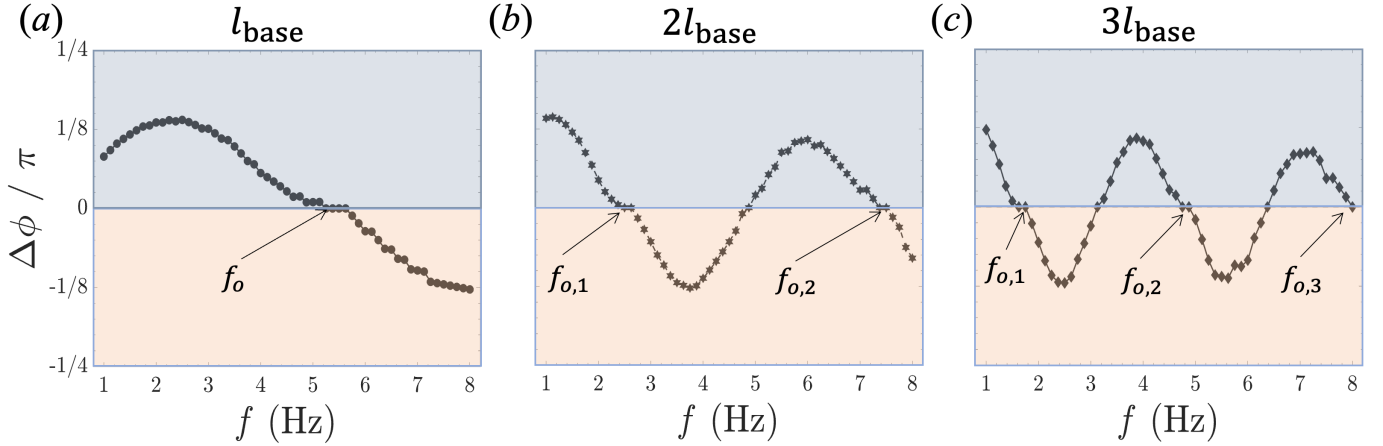 (a) l_base (b) 2l_base (c) 3l_base
1/4
1/8
0
-1/8
-1/4
Δϕ / π
f_o
f_o,1 f_o,2
f_o,1 f_o,2 f_o,3
1 2 3 4 5 6 7 8
1 2 3 4 5 6 7 8
1 2 3 4 5 6 7 8
f (Hz) f (Hz) f (Hz)